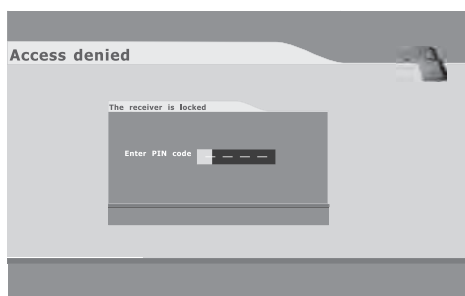 Access denied
The receiver is locked
Enter PIN code